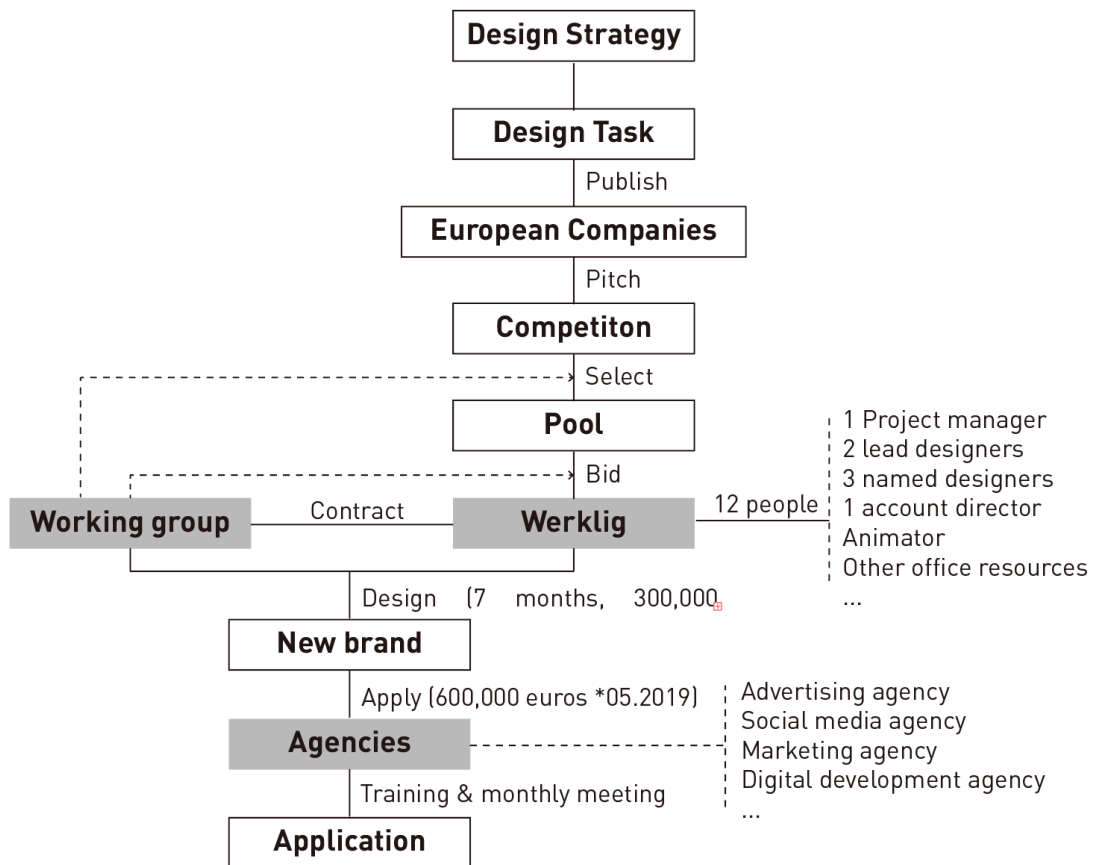 Design Strategy
Design Task
Publish
European Companies
Pitch
Competiton
Select
Pool
Bid
Working group
Contract
Werklig
12 people
1 Project manager
2 lead designers
3 named designers
1 account director
Animator
Other office resources
...
Design (7 months, 300,000
New brand
Apply (600,000 euros *05.2019)
Agencies
Advertising agency
Social media agency
Marketing agency
Digital development agency
...
Training & monthly meeting
Application